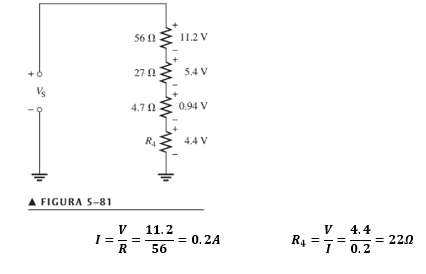 56 Ω
+
11.2 V
−
27 Ω
+
5.4 V
−
+
V_S
−
4.7 Ω
+
0.94 V
−
R₄
+
4.4 V
−
▲ FIGURA 5–81
I = V/R = 11.2/56 = 0.2A
R₄ = V/I = 4.4/0.2 = 22Ω